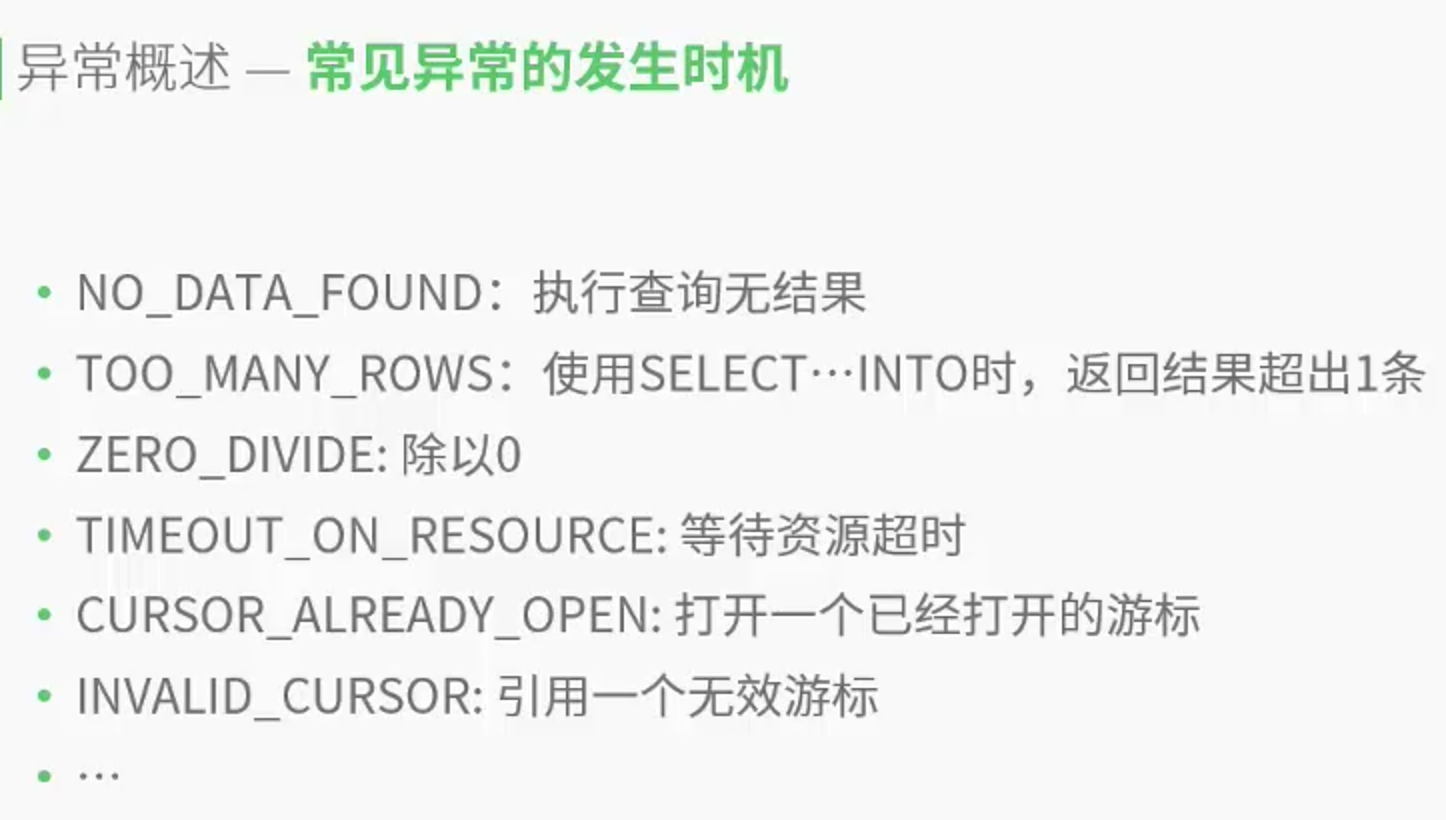 异常概述 — 常见异常的发生时机
• NO_DATA_FOUND：执行查询无结果
• TOO_MANY_ROWS：使用SELECT…INTO时，返回结果超出1条
• ZERO_DIVIDE: 除以0
• TIMEOUT_ON_RESOURCE: 等待资源超时
• CURSOR_ALREADY_OPEN: 打开一个已经打开的游标
• INVALID_CURSOR: 引用一个无效游标
• …